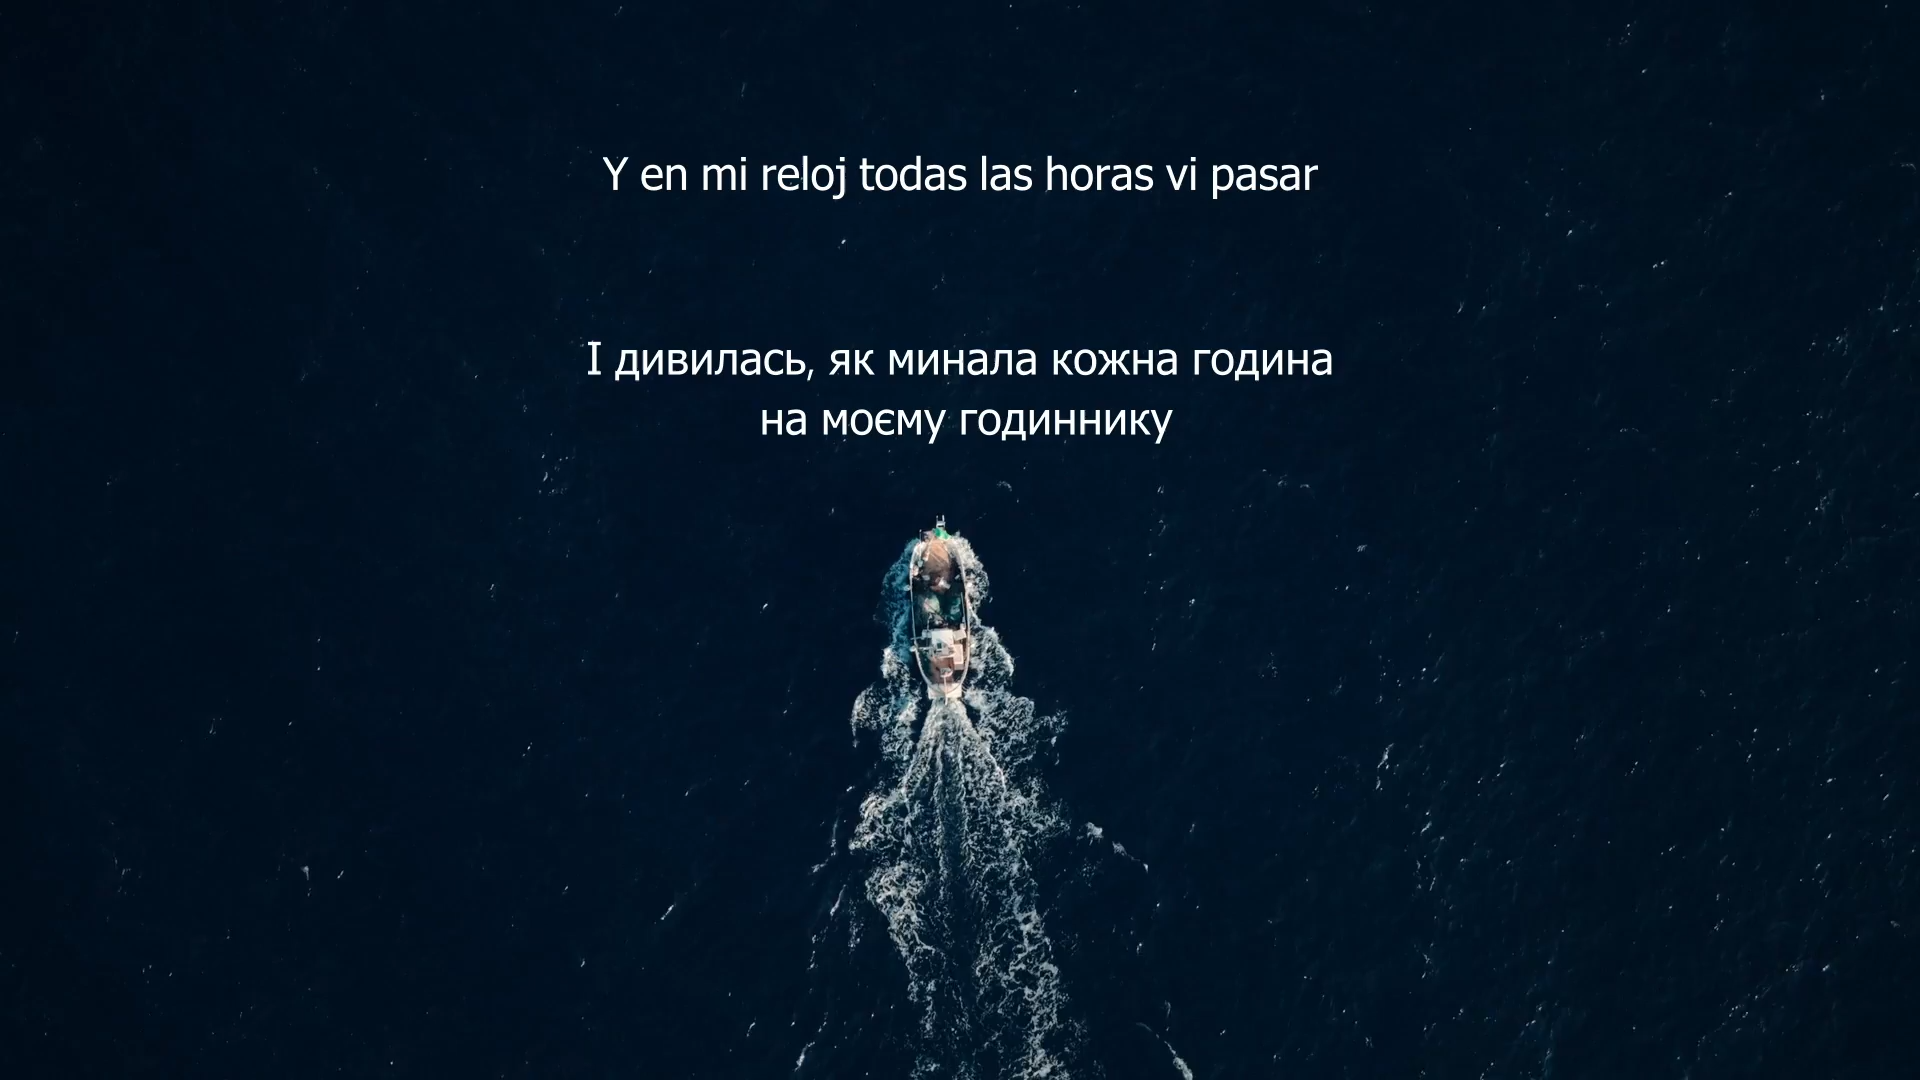 Y en mi reloj todas las horas vi pasar
І дивилась, як минала кожна година
на моєму годиннику